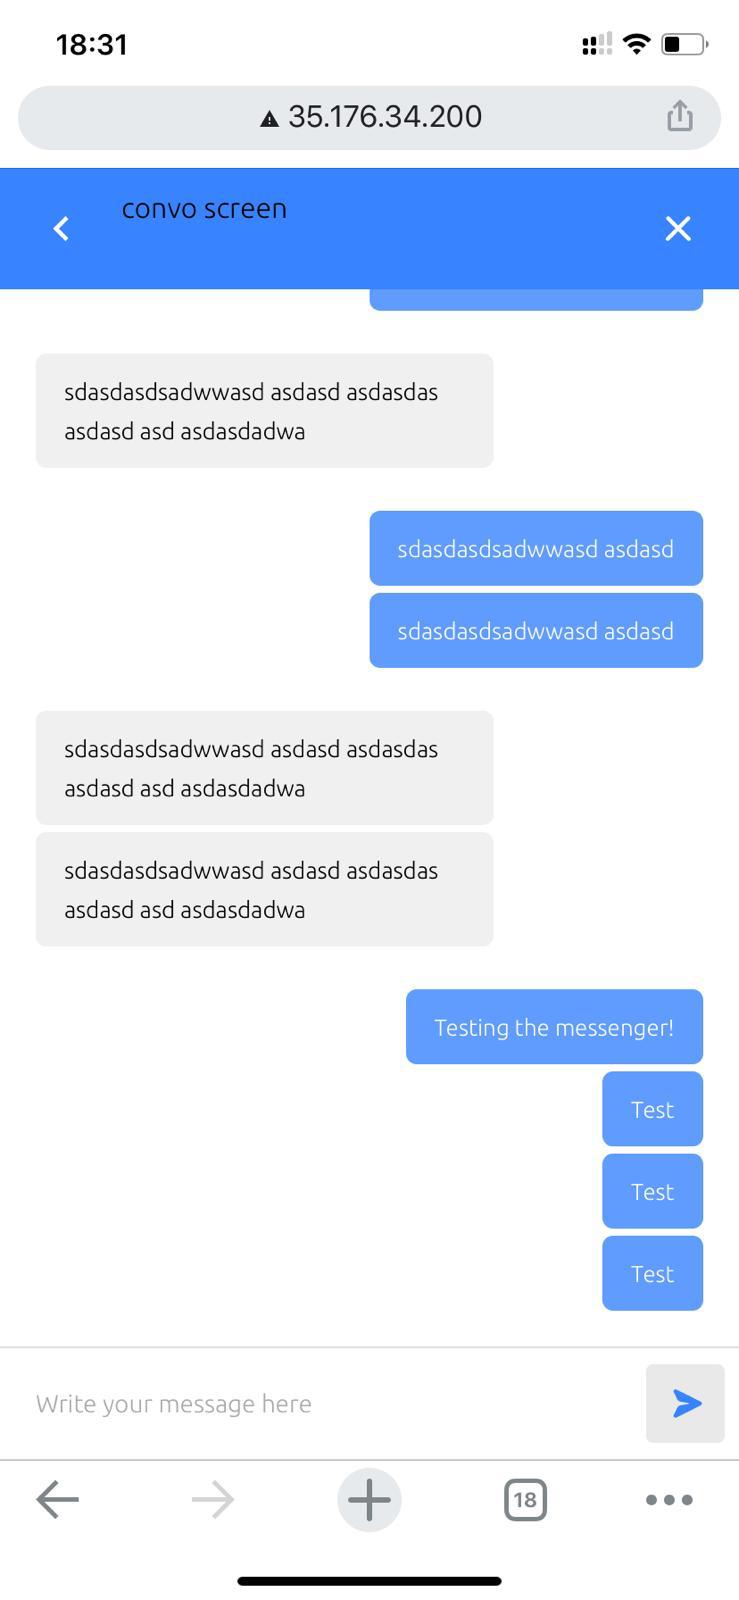 18:31
35.176.34.200
convo screen
sdasdasdsadwwasd asdasd asdasdas
asdasd asd asdasdadwa
sdasdasdsadwwasd asdasd
sdasdasdsadwwasd asdasd
sdasdasdsadwwasd asdasd asdasdas
asdasd asd asdasdadwa
sdasdasdsadwwasd asdasd asdasdas
asdasd asd asdasdadwa
Testing the messenger!
Test
Test
Test
Write your message here
18